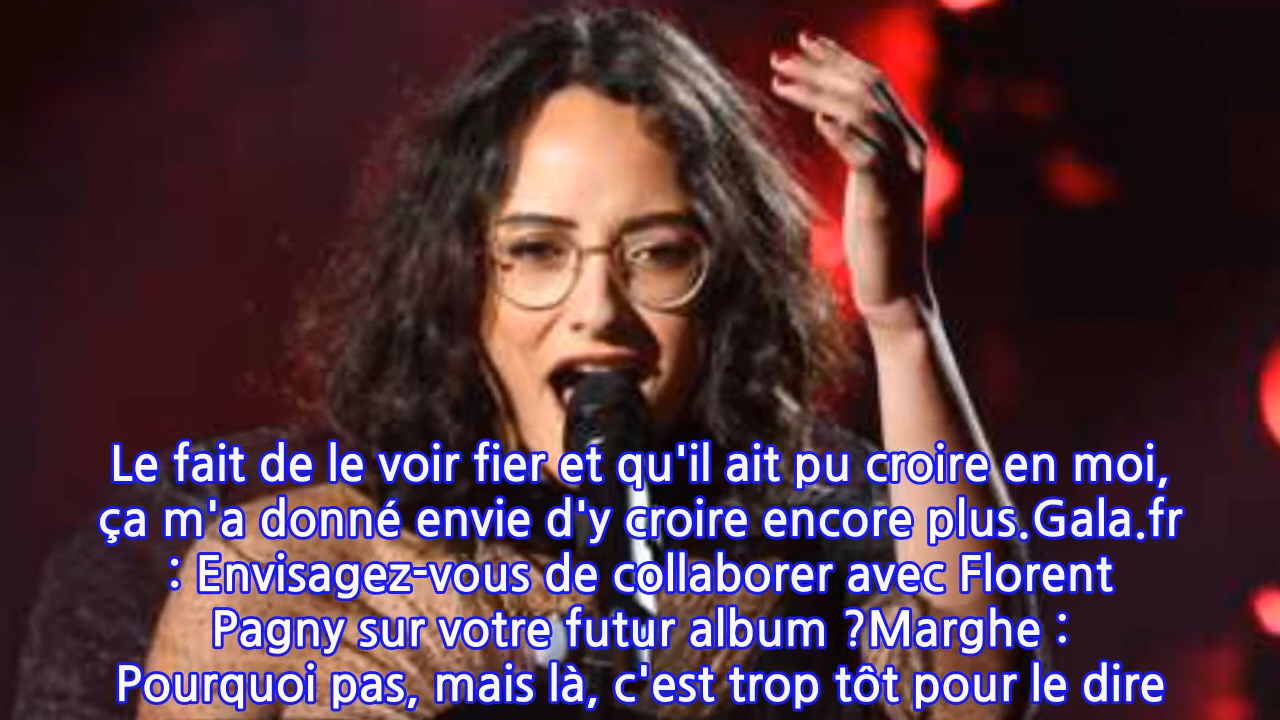 Le fait de le voir fier et qu'il ait pu croire en moi,
ça m'a donné envie d'y croire encore plus.Gala.fr
: Envisagez-vous de collaborer avec Florent
Pagny sur votre futur album ?Marghe :
Pourquoi pas, mais là, c'est trop tôt pour le dire